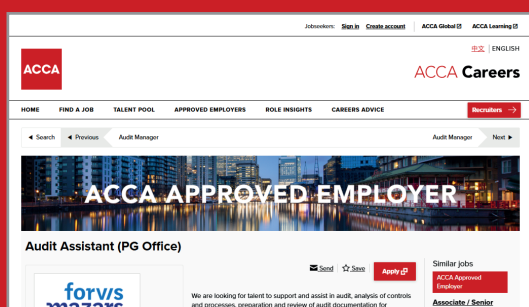 Jobseekers: Sign in Create account ACCA Global ACCA Learning
中文 | ENGLISH
ACCA
ACCA Careers
HOME FIND A JOB TALENT POOL APPROVED EMPLOYERS ROLE INSIGHTS CAREERS ADVICE Recruiters →
◀ Search ◀ Previous Audit Manager Audit Manager Next ▶
ACCA APPROVED EMPLOYER
Audit Assistant (PG Office)
Send Save Apply
Similar jobs
ACCA Approved
Employer
forvis
mazars
We are looking for talent to support and assist in audit, analysis of controls
and processes, preparation and review of audit documentation for
Associate / Senior